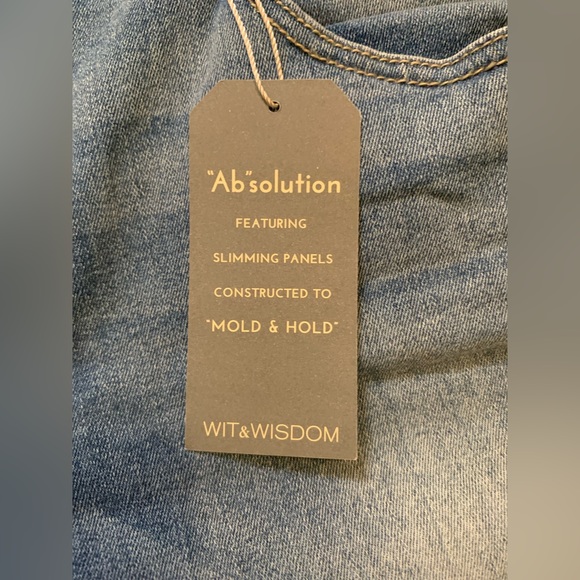 "Ab"solution
FEATURING
SLIMMING PANELS
CONSTRUCTED TO
"MOLD & HOLD"
WIT&WISDOM